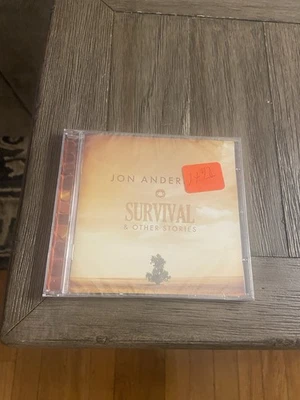 JON ANDER
SURVIVAL
& OTHER STORIES